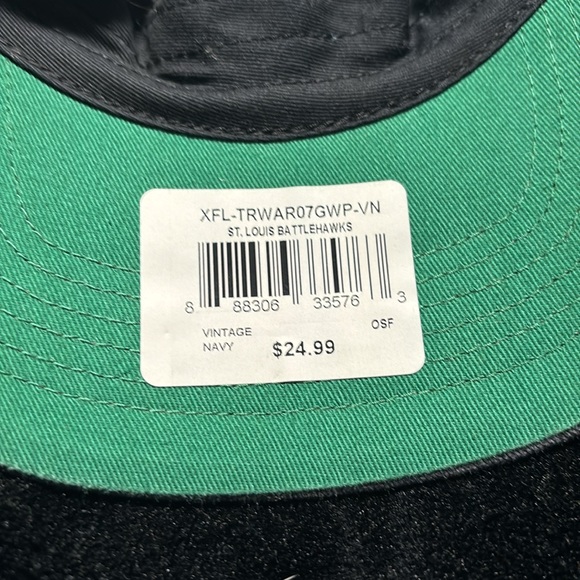 XFL-TRWAR07GWP-VN
ST. LOUIS BATTLEHAWKS
8 88306 33576 3
VINTAGE NAVY OSF
$24.99